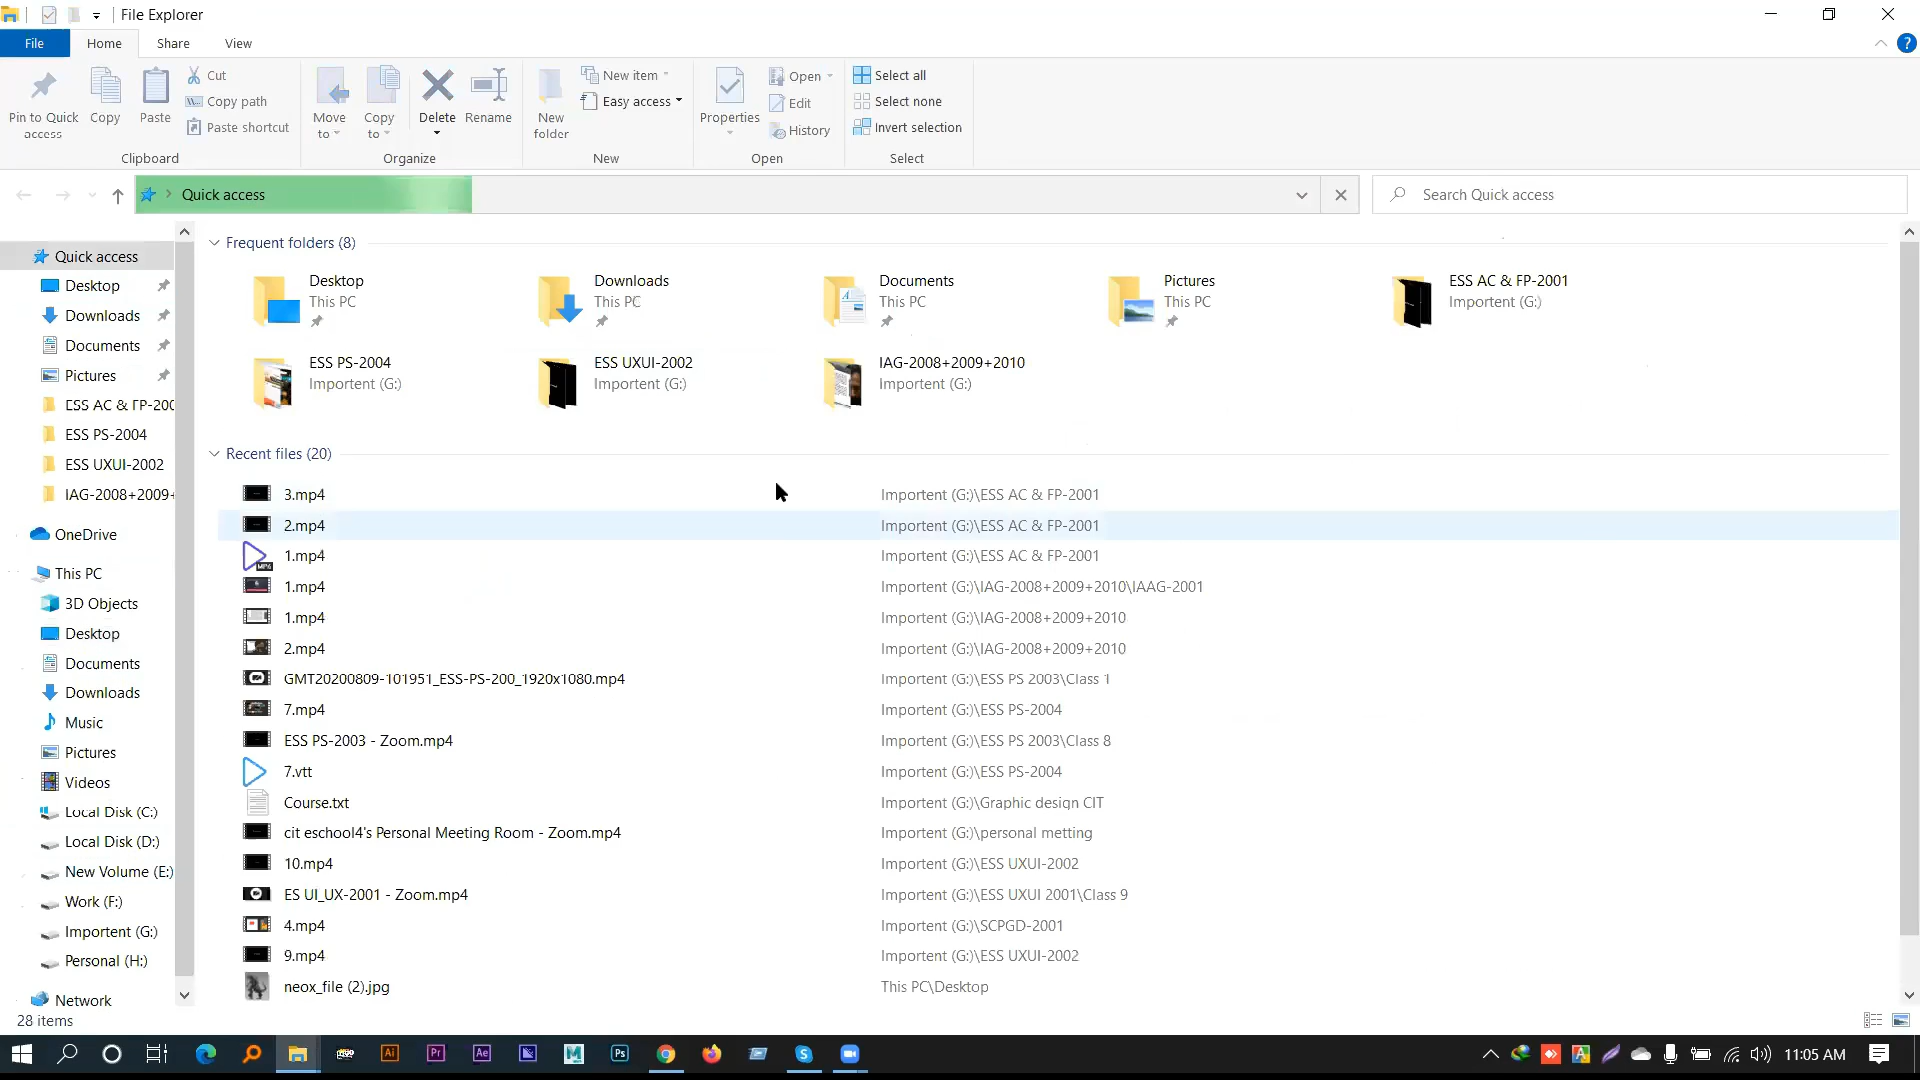 File Explorer
File Home Share View
Pin to Quick access
Copy
Paste
Cut
Copy path
Paste shortcut
Clipboard
Move to
Copy to
Delete
Rename
Organize
New folder
New item
Easy access
New
Properties
Open
Edit
History
Open
Select all
Select none
Invert selection
Select
Quick access
Search Quick access
Quick access
Desktop
Downloads
Documents
Pictures
ESS AC & FP-200
ESS PS-2004
ESS UXUI-2002
IAG-2008+2009+
OneDrive
This PC
3D Objects
Desktop
Documents
Downloads
Music
Pictures
Videos
Local Disk (C:)
Local Disk (D:)
New Volume (E:)
Work (F:)
Importent (G:)
Personal (H:)
Network
Frequent folders (8)
Desktop
This PC
Downloads
This PC
Documents
This PC
Pictures
This PC
ESS AC & FP-2001
Importent (G:)
ESS PS-2004
Importent (G:)
ESS UXUI-2002
Importent (G:)
IAG-2008+2009+2010
Importent (G:)
Recent files (20)
3.mp4 Importent (G:)\ESS AC & FP-2001
2.mp4 Importent (G:)\ESS AC & FP-2001
1.mp4 Importent (G:)\ESS AC & FP-2001
1.mp4 Importent (G:)\IAG-2008+2009+2010\IAAG-2001
1.mp4 Importent (G:)\IAG-2008+2009+2010
2.mp4 Importent (G:)\IAG-2008+2009+2010
GMT20200809-101951_ESS-PS-200_1920x1080.mp4 Importent (G:)\ESS PS 2003\Class 1
7.mp4 Importent (G:)\ESS PS-2004
ESS PS-2003 - Zoom.mp4 Importent (G:)\ESS PS 2003\Class 8
7.vtt Importent (G:)\ESS PS-2004
Course.txt Importent (G:)\Graphic design CIT
cit eschool4's Personal Meeting Room - Zoom.mp4 Importent (G:)\personal metting
10.mp4 Importent (G:)\ESS UXUI-2002
ES UI_UX-2001 - Zoom.mp4 Importent (G:)\ESS UXUI 2001\Class 9
4.mp4 Importent (G:)\SCPGD-2001
9.mp4 Importent (G:)\ESS UXUI-2002
neox_file (2).jpg This PC\Desktop
28 items
Ai Pr Ae M Ps S 11:05 AM